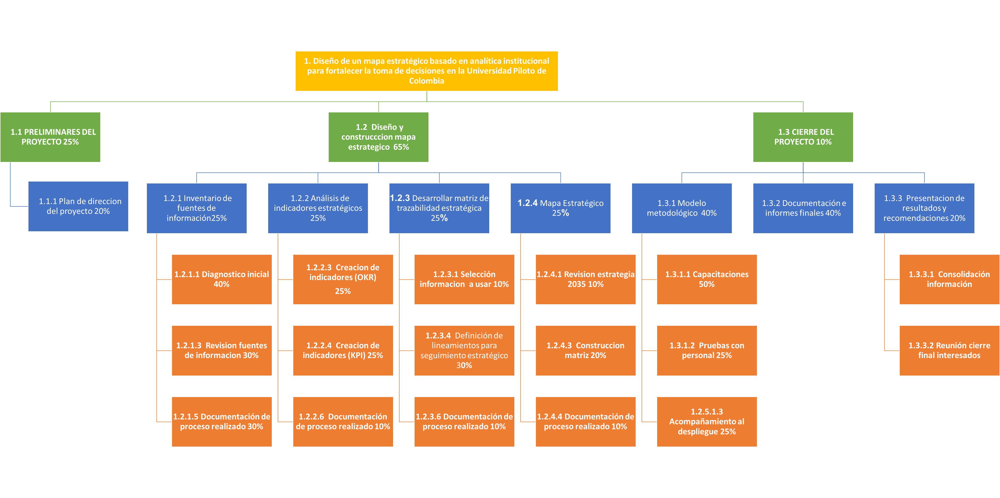 1. Diseño de un mapa estratégico basado en analítica institucional
para fortalecer la toma de decisiones en la Universidad Piloto de
Colombia
1.1 PRELIMINARES DEL
PROYECTO 25%
1.2 Diseño y
construcccion mapa
estrategico 65%
1.3 CIERRE DEL
PROYECTO 10%
1.1.1 Plan de direccion
del proyecto 20%
1.2.1 Inventario de
fuentes de
información25%
1.2.2 Análisis de
indicadores estratégicos
25%
1.2.3 Desarrollar matriz de
trazabilidad estratégica
25%
1.2.4 Mapa Estratégico
25%
1.3.1 Modelo
metodológico 40%
1.3.2 Documentación e
informes finales 40%
1.3.3 Presentacion de
resultados y
recomendaciones 20%
1.2.1.1 Diagnostico inicial
40%
1.2.2.3 Creacion de
indicadores (OKR)
25%
1.2.3.1 Selección
informacion a usar 10%
1.2.4.1 Revision estrategia
2035 10%
1.3.1.1 Capacitaciones
50%
1.3.3.1 Consolidación
información
1.2.1.3 Revision fuentes
de informacion 30%
1.2.2.4 Creacion de
indicadores (KPI) 25%
1.2.3.4 Definición de
lineamientos para
seguimiento estratégico
30%
1.2.4.3 Construccion
matriz 20%
1.3.1.2 Pruebas con
personal 25%
1.3.3.2 Reunión cierre
final interesados
1.2.1.5 Documentación de
proceso realizado 30%
1.2.2.6 Documentación
de proceso realizado 10%
1.2.3.6 Documentación de
proceso realizado 10%
1.2.4.4 Documentación de
proceso realizado 10%
1.2.5.1.3
Acompañamiento al
despliegue 25%